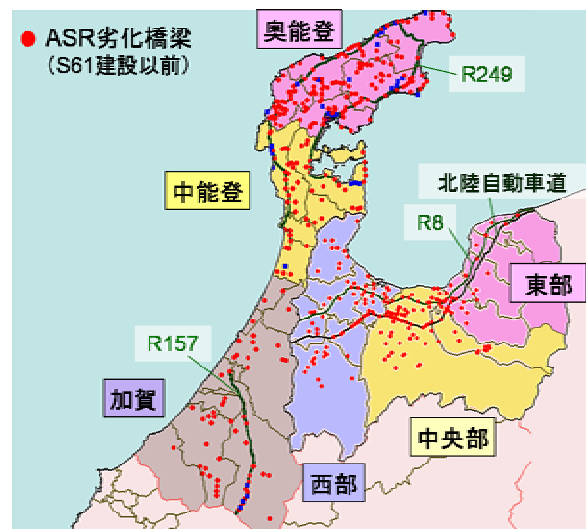 ● ASR劣化橋梁
(S61建設以前)
奥能登
R249
中能登
北陸自動車道
R8
東部
R157
加賀
中央部
西部